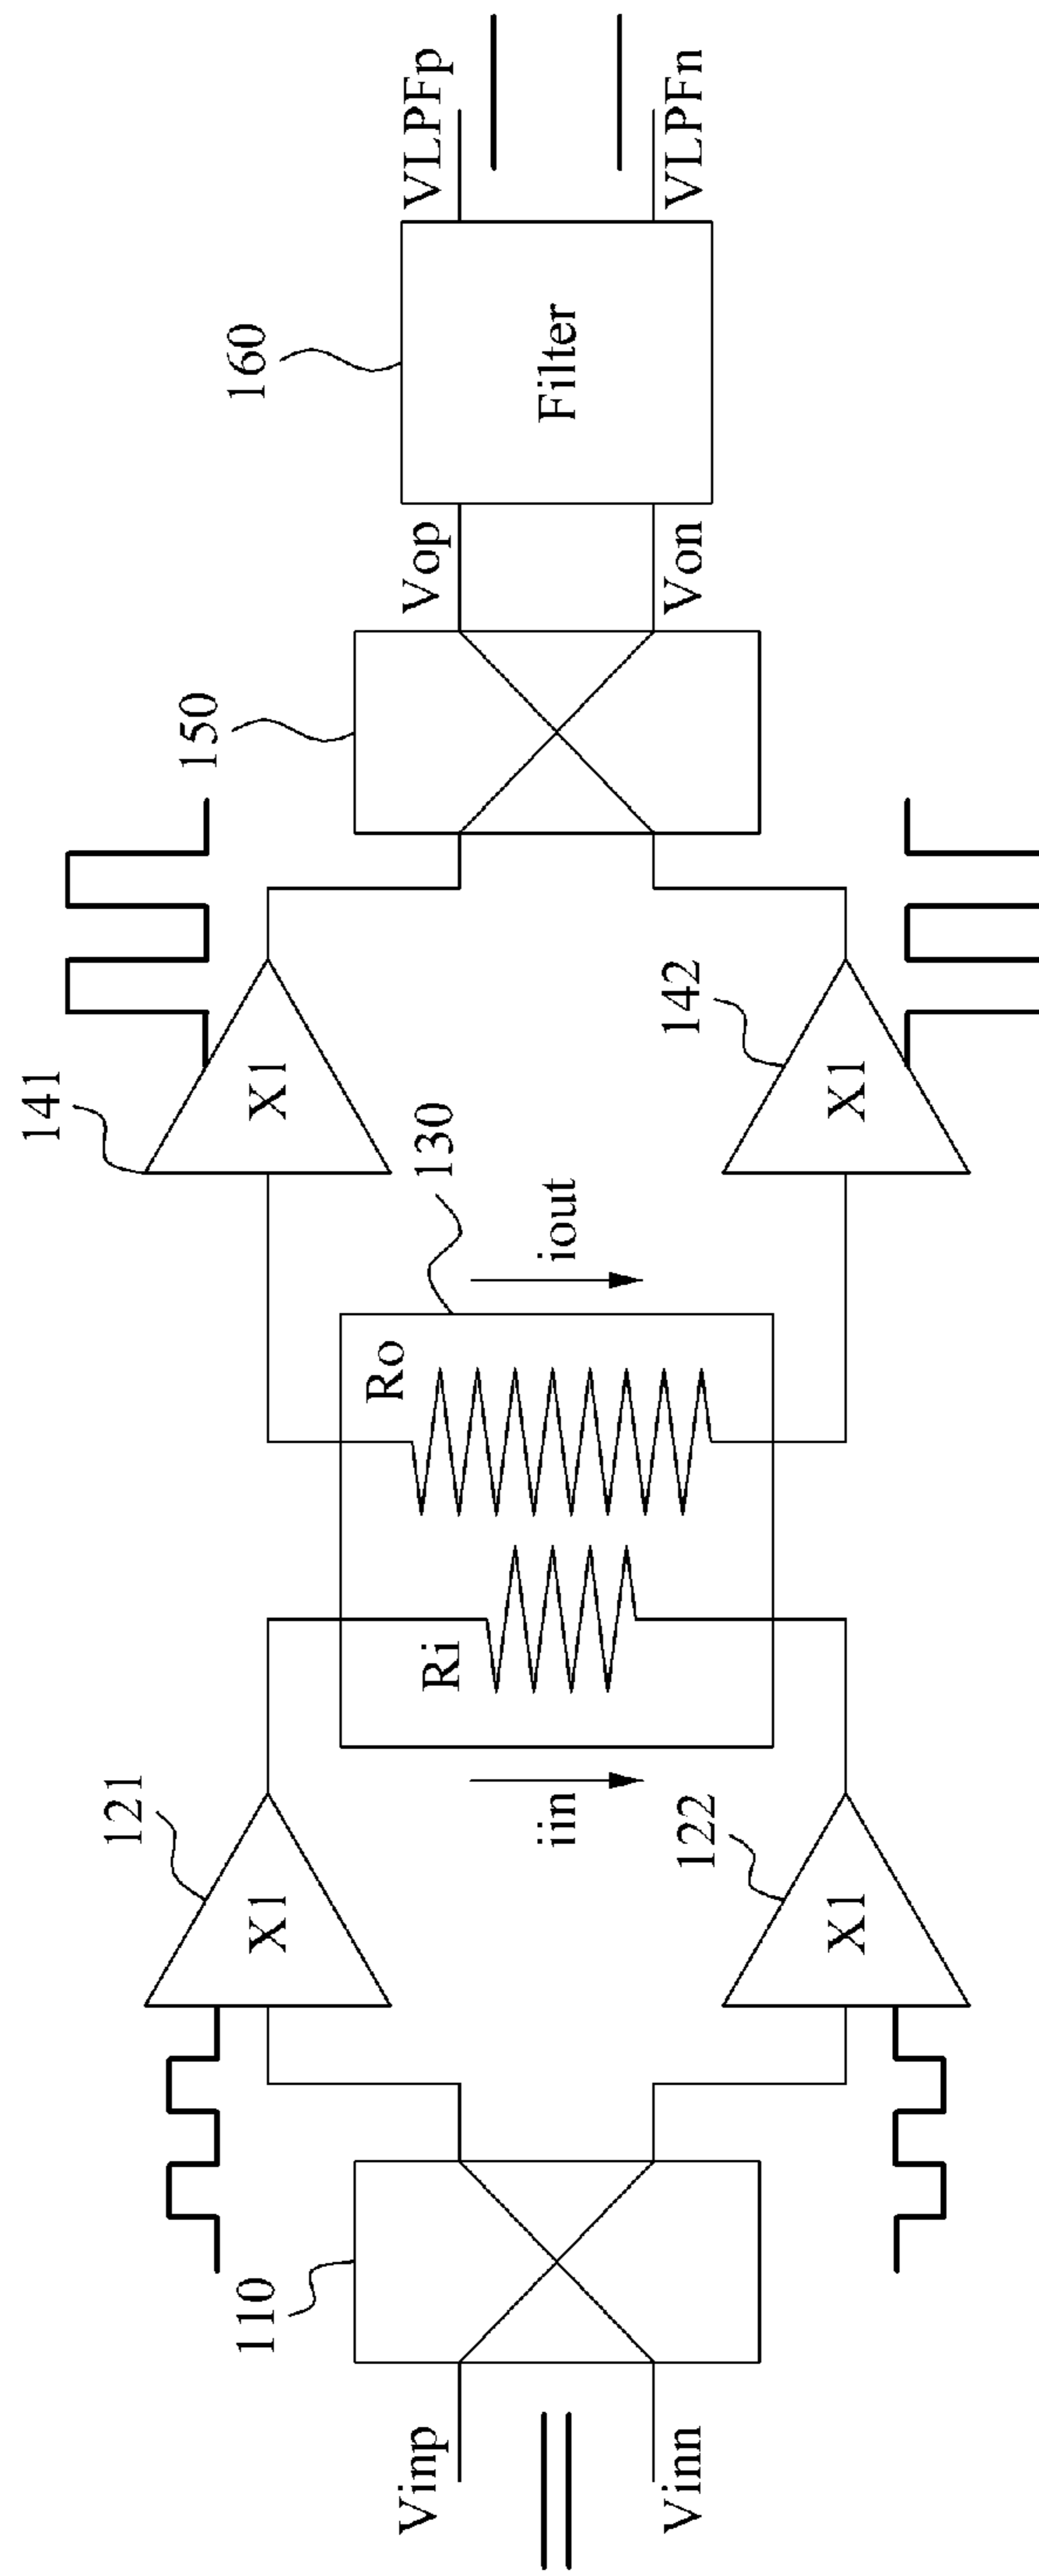 Vinp
Vinn
110
X1
121
X1
122
iin
Ri
Ro
iout
130
X1
141
X1
142
150
Vop
Von
Filter
160
VLPFp
VLPFn